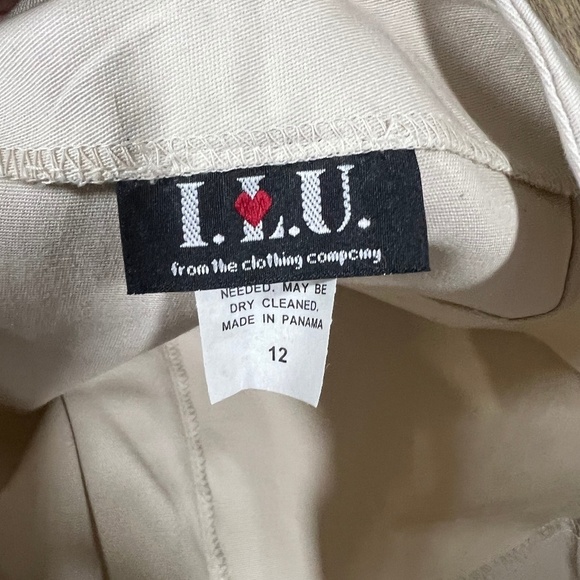 I.L.U.
from the clothing company
NEEDED. MAY BE
DRY CLEANED.
MADE IN PANAMA
12